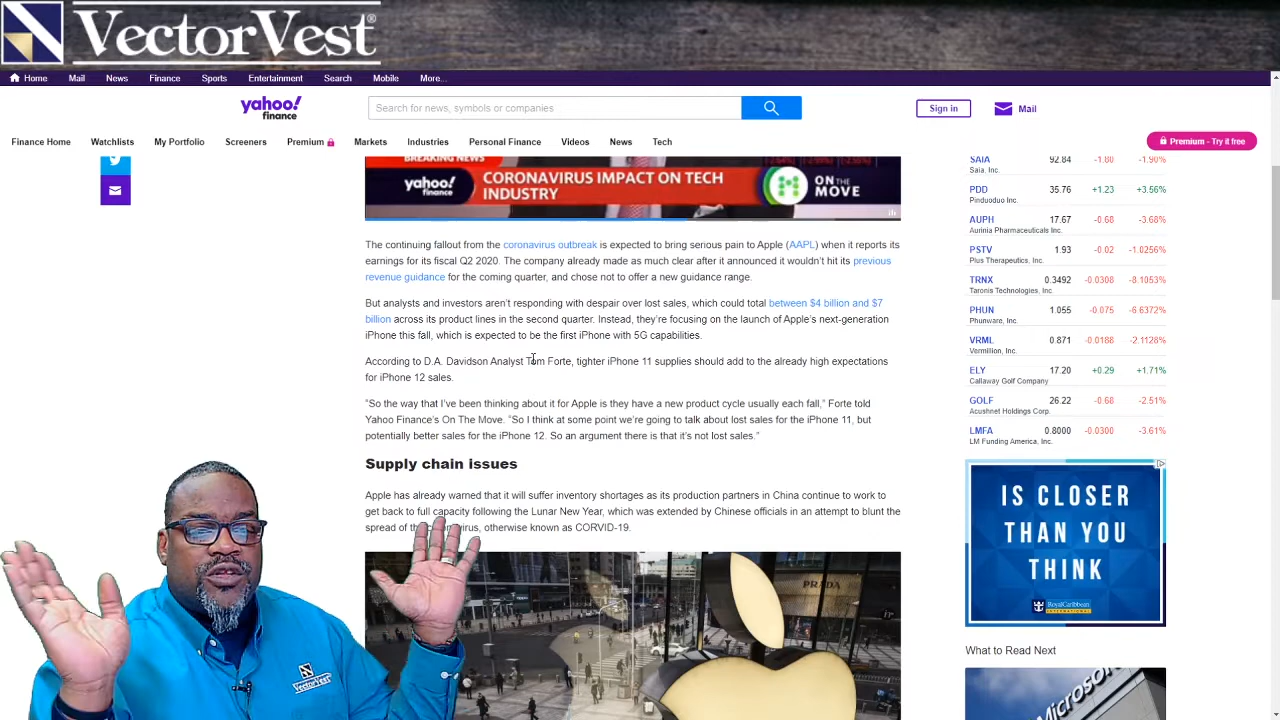 VectorVest®
Home Mail News Finance Sports Entertainment Search Mobile More...
yahoo!
finance
Search for news, symbols or companies
Sign in
Mail
Finance Home Watchlists My Portfolio Screeners Premium Markets Industries Personal Finance Videos News Tech
Premium - Try it free
BREAKING NEWS
yahoo!
finance
CORONAVIRUS IMPACT ON TECH
INDUSTRY
ON THE
MOVE
The continuing fallout from the coronavirus outbreak is expected to bring serious pain to Apple (AAPL) when it reports its
earnings for its fiscal Q2 2020. The company already made as much clear after it announced it wouldn't hit its previous
revenue guidance for the coming quarter, and chose not to offer a new guidance range.
But analysts and investors aren't responding with despair over lost sales, which could total between $4 billion and $7
billion across its product lines in the second quarter. Instead, they're focusing on the launch of Apple's next-generation
iPhone this fall, which is expected to be the first iPhone with 5G capabilities.
According to D.A. Davidson Analyst Tom Forte, tighter iPhone 11 supplies should add to the already high expectations
for iPhone 12 sales.
“So the way that I've been thinking about it for Apple is they have a new product cycle usually each fall,” Forte told
Yahoo Finance's On The Move. “So I think at some point we're going to talk about lost sales for the iPhone 11, but
potentially better sales for the iPhone 12. So an argument there is that it's not lost sales.”
Supply chain issues
Apple has already warned that it will suffer inventory shortages as its production partners in China continue to work to
get back to full capacity following the Lunar New Year, which was extended by Chinese officials in an attempt to blunt the
spread of the coronavirus, otherwise known as CORVID-19.
PRADA
VectorVest
SAIA 92.84 -1.80 -1.90%
Saia, Inc.
PDD 35.76 +1.23 +3.56%
Pinduoduo Inc.
AUPH 17.67 -0.68 -3.68%
Aurinia Pharmaceuticals Inc.
PSTV 1.93 -0.02 -1.0256%
Plus Therapeutics, Inc.
TRNX 0.3492 -0.0308 -8.1053%
Taronis Technologies, Inc.
PHUN 1.055 -0.075 -6.6372%
Phunware, Inc.
VRML 0.871 -0.0188 -2.1128%
Vermillion, Inc.
ELY 17.20 +0.29 +1.71%
Callaway Golf Company
GOLF 26.22 -0.68 -2.51%
Acushnet Holdings Corp.
LMFA 0.8000 -0.0300 -3.61%
LM Funding America, Inc.
IS CLOSER
THAN YOU
THINK
RoyalCaribbean
INTERNATIONAL
What to Read Next
Microsoft